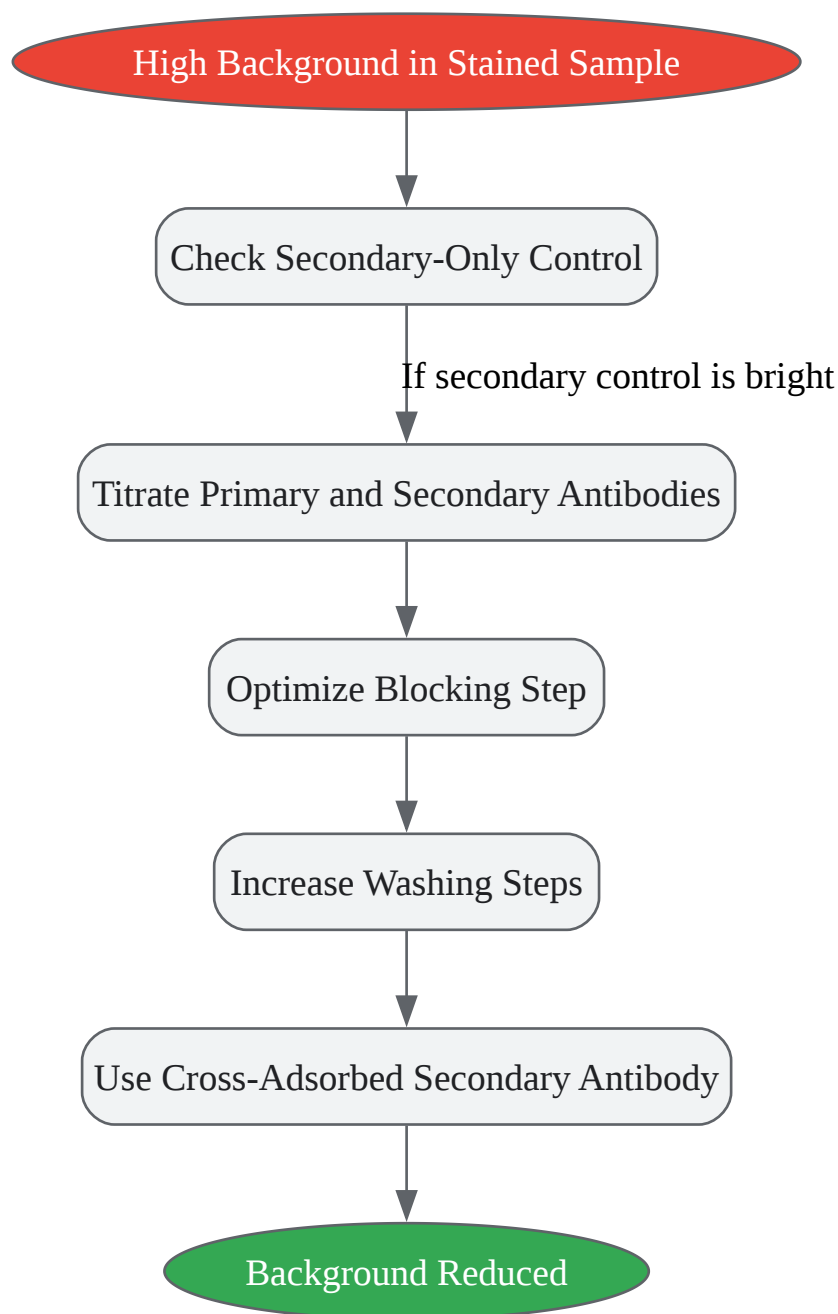 High Background in Stained Sample
Check Secondary-Only Control
If secondary control is bright
Titrate Primary and Secondary Antibodies
Optimize Blocking Step
Increase Washing Steps
Use Cross-Adsorbed Secondary Antibody
Background Reduced